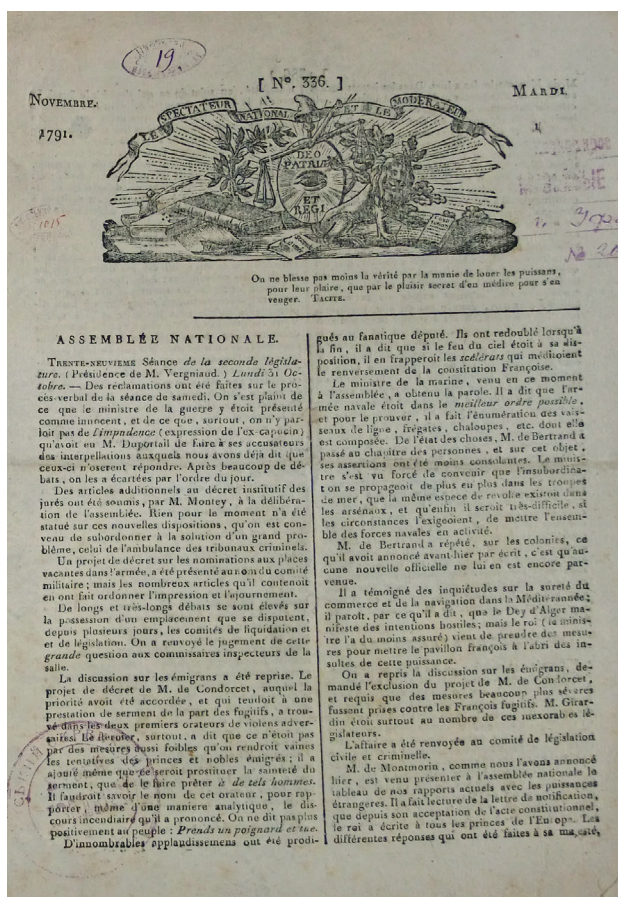 19.
[ N°. 336. ]
NOVEMBRE.
MARDI
1791.
1
LE SPECTATEUR NATIONAL ET LE MODÉRATEUR
DEO
PATRIÆ
ET
REGI
1015
On ne blesse pas moins la vérité par la manie de louer les puissans,
pour leur plaire, que par le plaisir secret d'en médire pour s'en
venger. TACITE.
ASSEMBLÉE NATIONALE.
TRENTE-NEUVIEME Séance de la seconde législa-
ture. ( Présidence de M. Vergniaud. ) Lundi 31 Oc-
tobre. — Des réclamations ont été faites sur le pro-
cès-verbal de la séance de samedi. On s'est plaint de
ce que le ministre de la guerre y étoit présenté
comme innocent, et de ce que, surtout, on n'y par-
loit pas de l'impudence (expression de l'ex capucin)
qu'avoit eu M. Duportail de faire à ses accusateurs
des interpellations auxquels nous avons déjà dit que
ceux-ci n'oserent répondre. Après beaucoup de dé-
bats, on les a écartées par l'ordre du jour.
Des articles additionnels au décret institutif des
jurés ont été soumis, par M. Mouley, à la délibéra-
tion de l'assemblée. Rien pour le moment n'a été
statué sur ces nouvelles dispositions, qu'on est con-
venu de subordonner à la solution d'un grand pro-
blême, celui de l'ambulance des tribunaux criminels.
Un projet de décret sur les nominations aux places
vacantes dans l'armée, a été présenté au nom du comité
militaire ; mais les nombreux articles qu'il contenoit
en ont fait ordonner l'impression et l'ajournement.
De longs et très-longs débats se sont élevés sur
la possession d'un emplacement que se disputent,
depuis plusieurs jours, les comités de liquidation et
et de législation. On a renvoyé le jugement de cette
grande question aux commissaires inspecteurs de la
salle.
La discussion sur les émigrans a été reprise. Le
projet de décret de M. de Condorcet, auquel la
priorité avoit été accordée, et qui tendoit à une
prestation de serment de la part des fugitifs, a trou-
vé dans les deux premiers orateurs de violens adver-
saires. Le dernier, surtout, a dit que ce n'étoit pas
par des mesures aussi foibles qu'on rendroit vaines
les tentatives des princes et nobles émigrés ; il a
ajouté même que ce seroit prostituer la sainteté du
serment, que de le faire prêter à de tels hommes.
Il faudroit savoir le nom de cet orateur, pour rap-
porter, même d'une maniere analytique, le dis-
cours incendiaire qu'il a prononcé. On ne dit pas plus
positivement au peuple : Prends un poignard et tue.
D'innombrables applaudissemens ont été prodi-
gués au fanatique député. Ils ont redoublé lorsqu'à
la fin, il a dit que si le feu du ciel étoit à sa dis-
position, il en frapperoit les scélérats qui méditoient
le renversement de la constitution Françoise.
Le ministre de la marine, venu en ce moment
à l'assemblée, a obtenu la parole. Il a dit que l'ar-
mée navale étoit dans le meilleur ordre possible,
et pour le prouver, il a fait l'énumération des vais-
seaux de ligne, frégates, chaloupes, etc. dont elle
est composée. De l'état des choses, M. de Bertrand a
passé au chapitre des personnes, et sur cet objet,
ses assertions ont été moins consolantes. Le minis-
tre s'est vu forcé de convenir que l'insubordina-
t on se propageoit de plus en plus dans les troupes
de mer, que la même espece de revolte existoit dans
les arsénaux, et qu'enfin il seroit très-difficile, si
les circonstances l'exigeoient, de mettre l'ensem-
ble des forces navales en activité.
M. de Bertrand a répété, sur les colonies, ce
qu'il avoit annoncé avant-hier par écrit, c'est qu'au-
cune nouvelle officielle ne lui en est encore par-
venue.
Il a témoigné des inquiétudes sur la sureté du
commerce et de la navigation dans la Méditérannée ;
il paroît, par ce qu'il a dit, que le Dey d'Alger ma-
nifeste des intentions hostiles ; mais le roi ( le minis-
tre l'a du moins assuré) vient de prendre des mesu-
res pour mettre le pavillon françois à l'abri des in-
sultes de cette puissance.
On a repris la discussion sur les émigrans, de-
mandé l'exclusion du projet de M. de Condorcet,
et requis que des mesures beaucoup plus séveres
fussent prises contre les François fugitifs. M. Girar-
din étoit surtout au nombre de ces inexorables lé-
gislateurs.
L'affaire a été renvoyée au comité de législation
civile et criminelle.
M. de Montmorin, comme nous l'avons annoncé
hier, est venu présenter à l'assemblée nationale le
tableau de nos rapports actuels avec les puissances
étrangeres. Il a fait lecture de la lettre de notification,
que depuis son acceptation de l'acte constitutionnel,
le roi a écrite à tous les princes de l'Europe. Les
différentes réponses qui ont été faites à sa majesté,